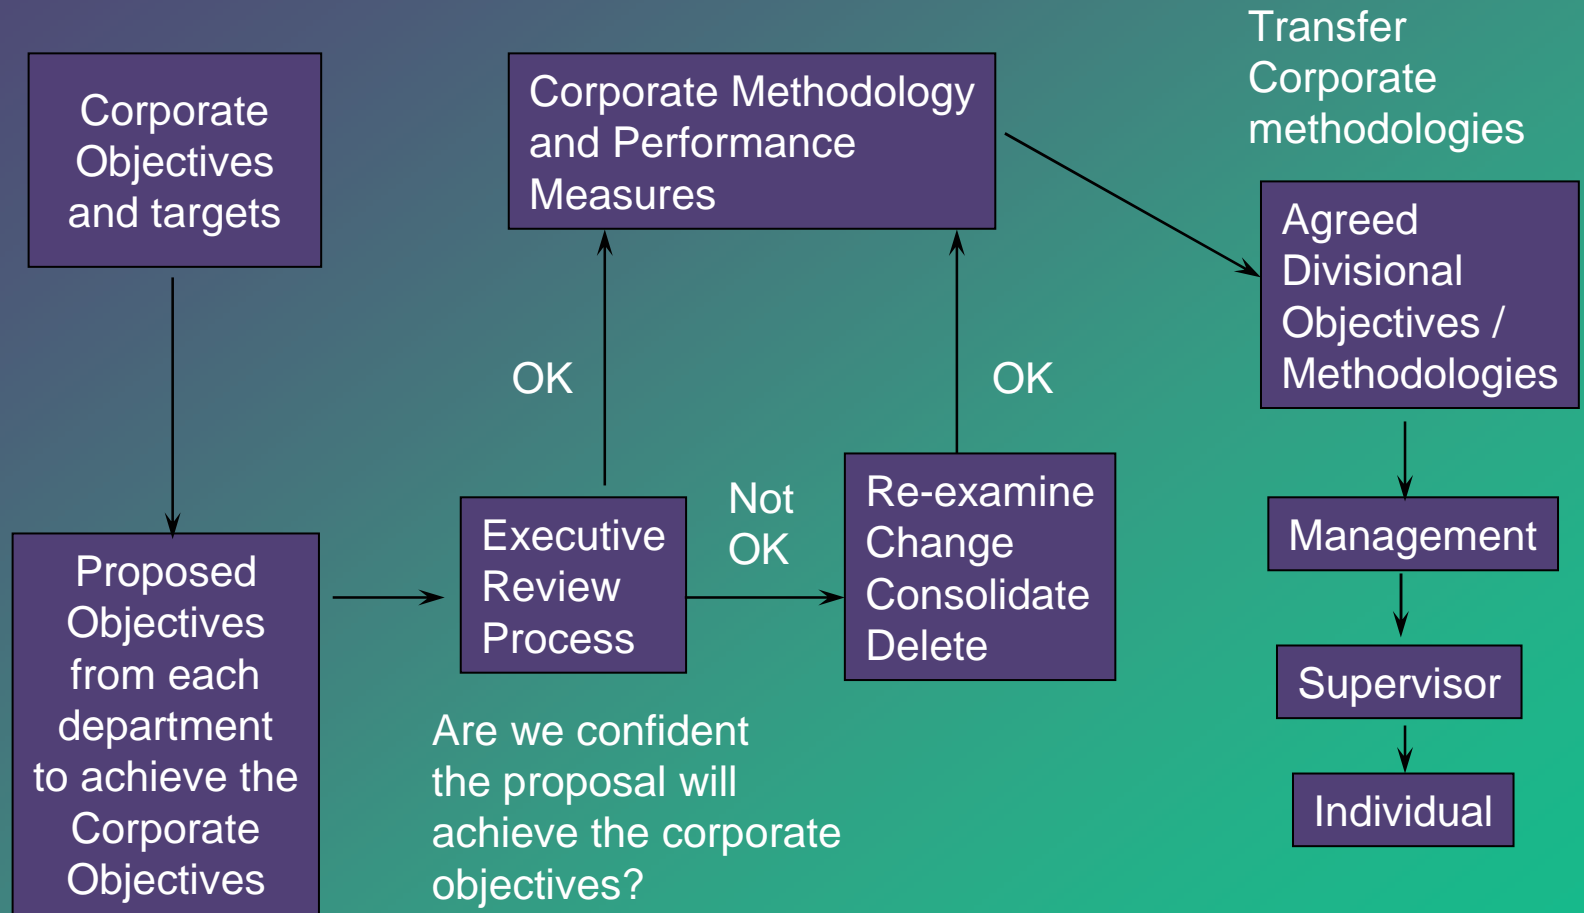 Corporate
Objectives
and targets
Proposed
Objectives
from each
department
to achieve the
Corporate
Objectives
Corporate Methodology
and Performance
Measures
OK
OK
Executive
Review
Process
Not
OK
Re-examine
Change
Consolidate
Delete
Are we confident
the proposal will
achieve the corporate
objectives?
Transfer
Corporate
methodologies
Agreed
Divisional
Objectives /
Methodologies
Management
Supervisor
Individual